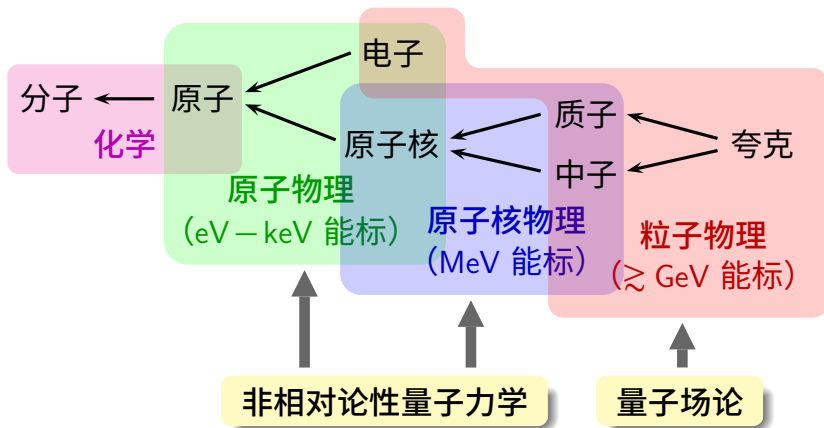 电子
分子
原子
质子
化学
原子核
夸克
中子
原子物理
（eV－keV 能标）
原子核物理
（MeV 能标）
粒子物理
（≳ GeV 能标）
非相对论性量子力学
量子场论